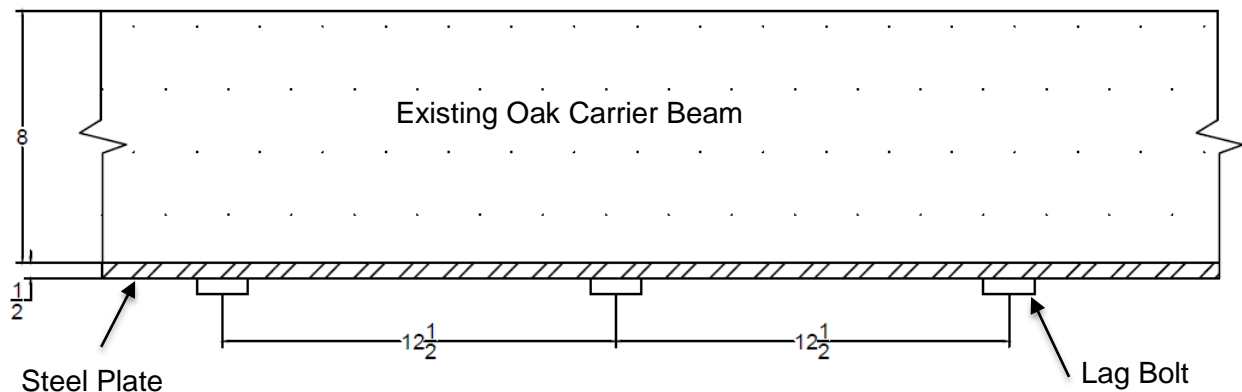 Existing Oak Carrier Beam
8
1/2
12 1/2
12 1/2
Steel Plate
Lag Bolt